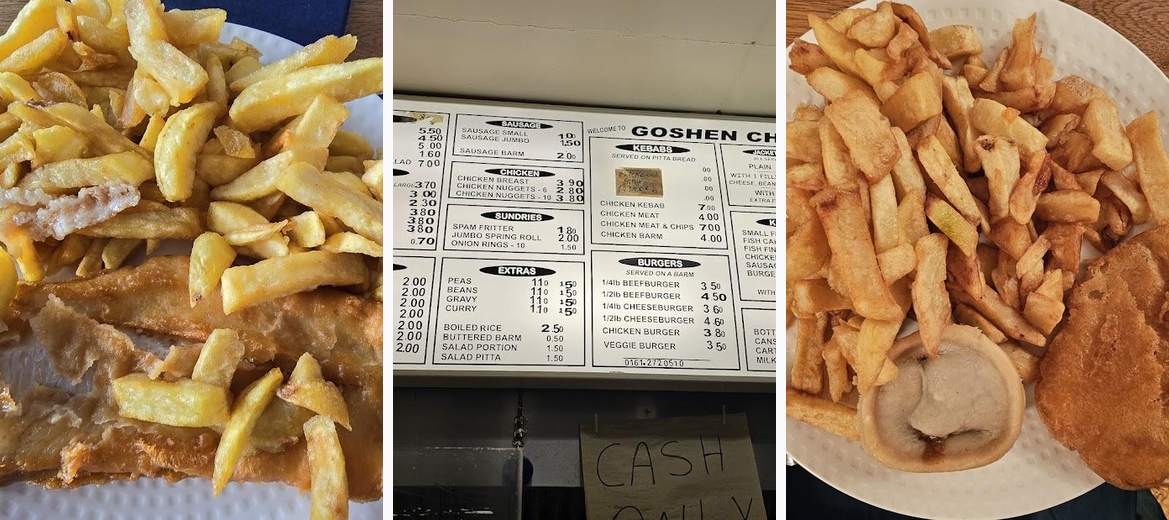 5.50
4.50
5.00
1.60
LAD 7.00
LARGE 3.70
3.00
2.30
3.80
3.80
3.80
0.70
2.00
2.00
2.00
2.00
2.00
2.00
2.00
SAUSAGE
SAUSAGE SMALL
SAUSAGE JUMBO 1.50
SAUSAGE BARM 2.00
CHICKEN
CHICKEN BREAST 3.90
CHICKEN NUGGETS - 6 2.80
CHICKEN NUGGETS - 10 3.80
SUNDRIES
SPAM FRITTER 1.80
JUMBO SPRING ROLL 2.00
ONION RINGS - 10 1.50
EXTRAS
PEAS 1.10 1.50
BEANS 1.10 1.50
GRAVY 1.10 1.50
CURRY 1.10 1.50
BOILED RICE 2.50
BUTTERED BARM 0.50
SALAD PORTION 1.50
SALAD PITTA 1.50
WELCOME TO GOSHEN CH
KEBABS
SERVED ON PITTA BREAD
00
00
00
CHICKEN KEBAB 7.00
CHICKEN MEAT 4.00
CHICKEN MEAT & CHIPS 7.00
CHICKEN BARM 4.00
BURGERS
SERVED ON A BARM
1/4lb BEEFBURGER 3.50
1/2lb BEEFBURGER 4.50
1/4lb CHEESEBURGER 3.60
1/2lb CHEESEBURGER 4.60
CHICKEN BURGER 3.80
VEGGIE BURGER 3.50
0161-272 0510
JACKE
PLAIN
WITH 1 FILL
CHEESE, BEAN
WITH
EXTRA F
K
SMALL F
FISH CA
FISH FIN
CHICKEN
SAUSAG
BURGE
WITH
BOTT
CANS
CART
MILK
CASH
ONLY